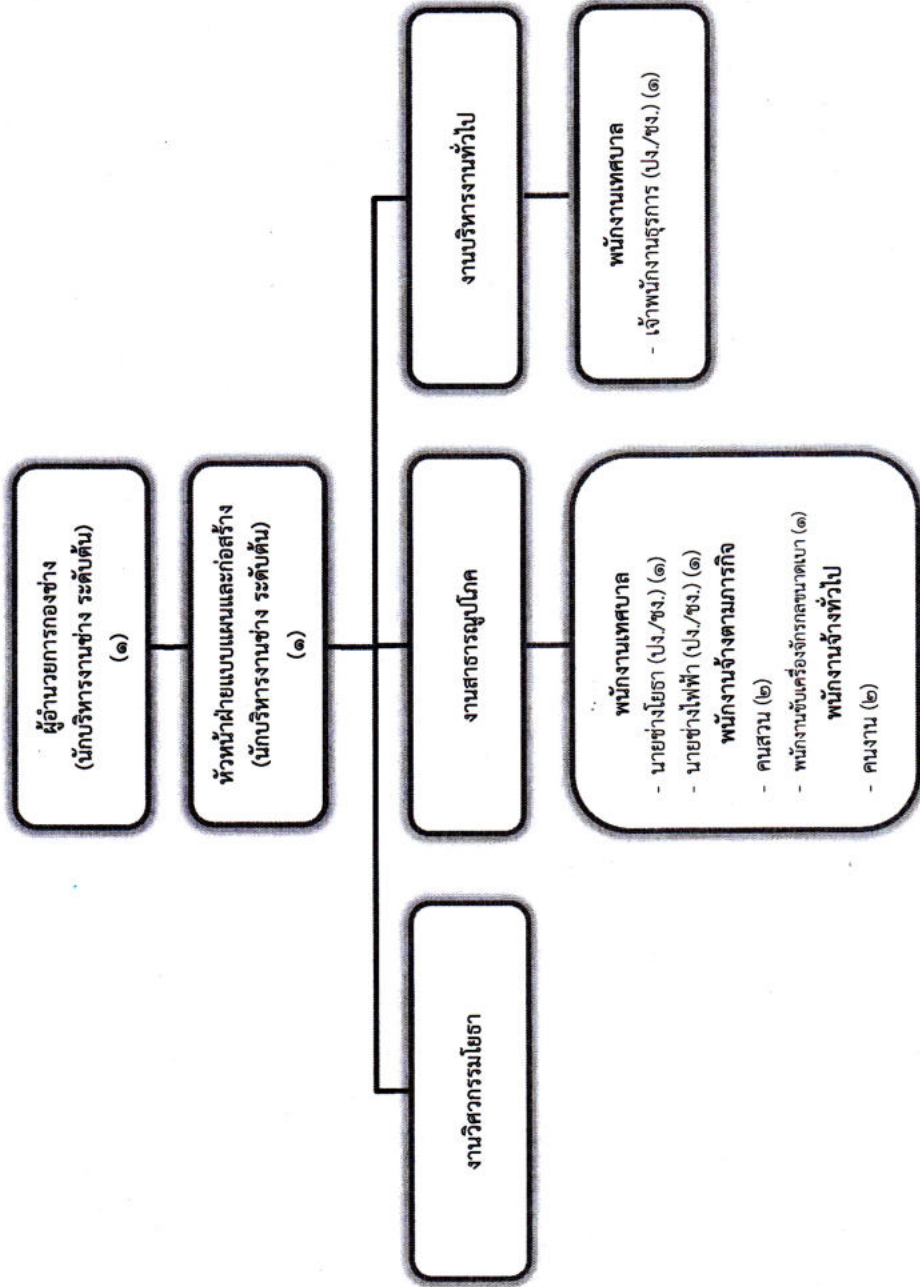 ผู้อำนวยการกองช่าง
(นักบริหารงานช่าง ระดับต้น)
(๑)
หัวหน้าฝ่ายแบบแผนและก่อสร้าง
(นักบริหารงานช่าง ระดับต้น)
(๑)
งานวิศวกรรมโยธา
งานสาธารณูปโภค
งานบริหารงานทั่วไป
พนักงานเทศบาล
- นายช่างโยธา (ปง./ชง.) (๑)
- นายช่างไฟฟ้า (ปง./ชง.) (๑)
พนักงานจ้างตามภารกิจ
- คนสวน (๒)
- พนักงานขับเครื่องจักรกลขนาดเบา (๑)
พนักงานจ้างทั่วไป
- คนงาน (๒)
พนักงานเทศบาล
- เจ้าพนักงานธุรการ (ปง./ชง.) (๑)